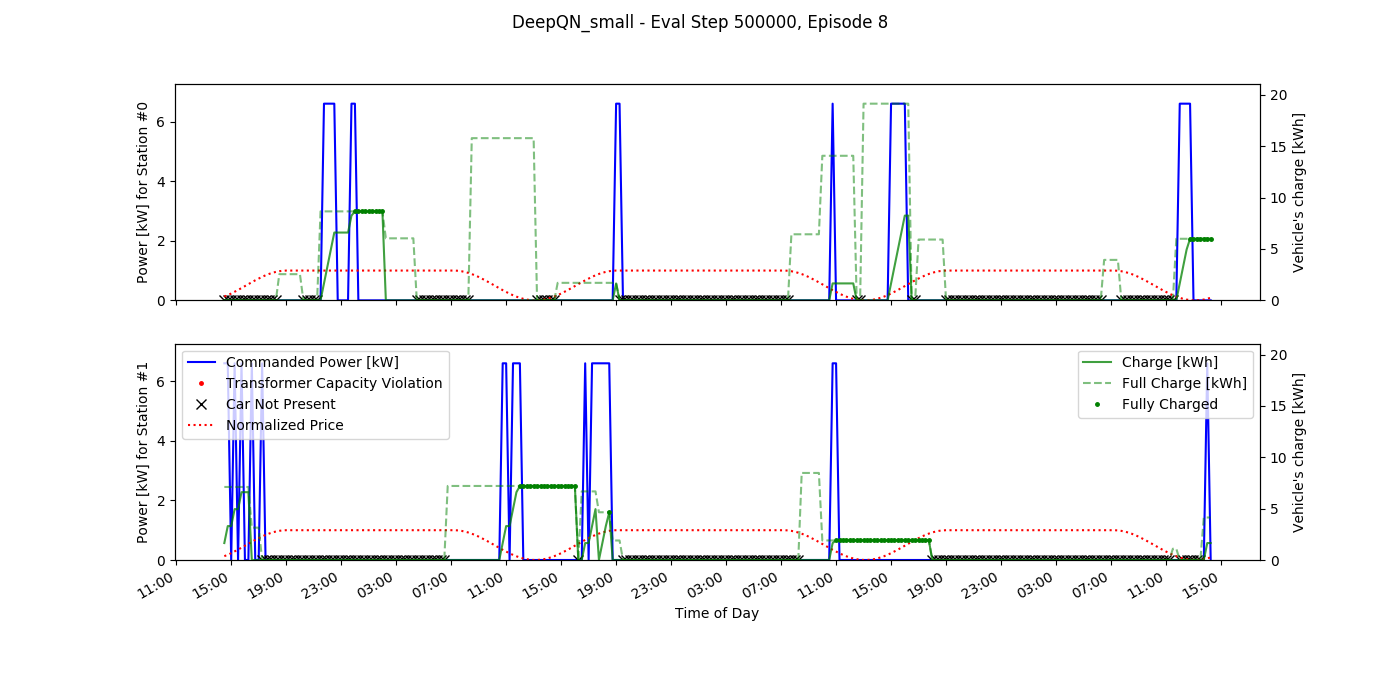 DeepQN_small - Eval Step 500000, Episode 8
Power [kW] for Station #0
6
4
2
0
20
15
10
5
0
Vehicle's charge [kWh]
Power [kW] for Station #1
6
4
2
0
Commanded Power [kW]
Transformer Capacity Violation
Car Not Present
Normalized Price
Charge [kWh]
Full Charge [kWh]
Fully Charged
20
15
10
5
0
Vehicle's charge [kWh]
11:00 15:00 19:00 23:00 03:00 07:00 11:00 15:00 19:00 23:00 03:00 07:00 11:00 15:00 19:00 23:00 03:00 07:00 11:00 15:00
Time of Day